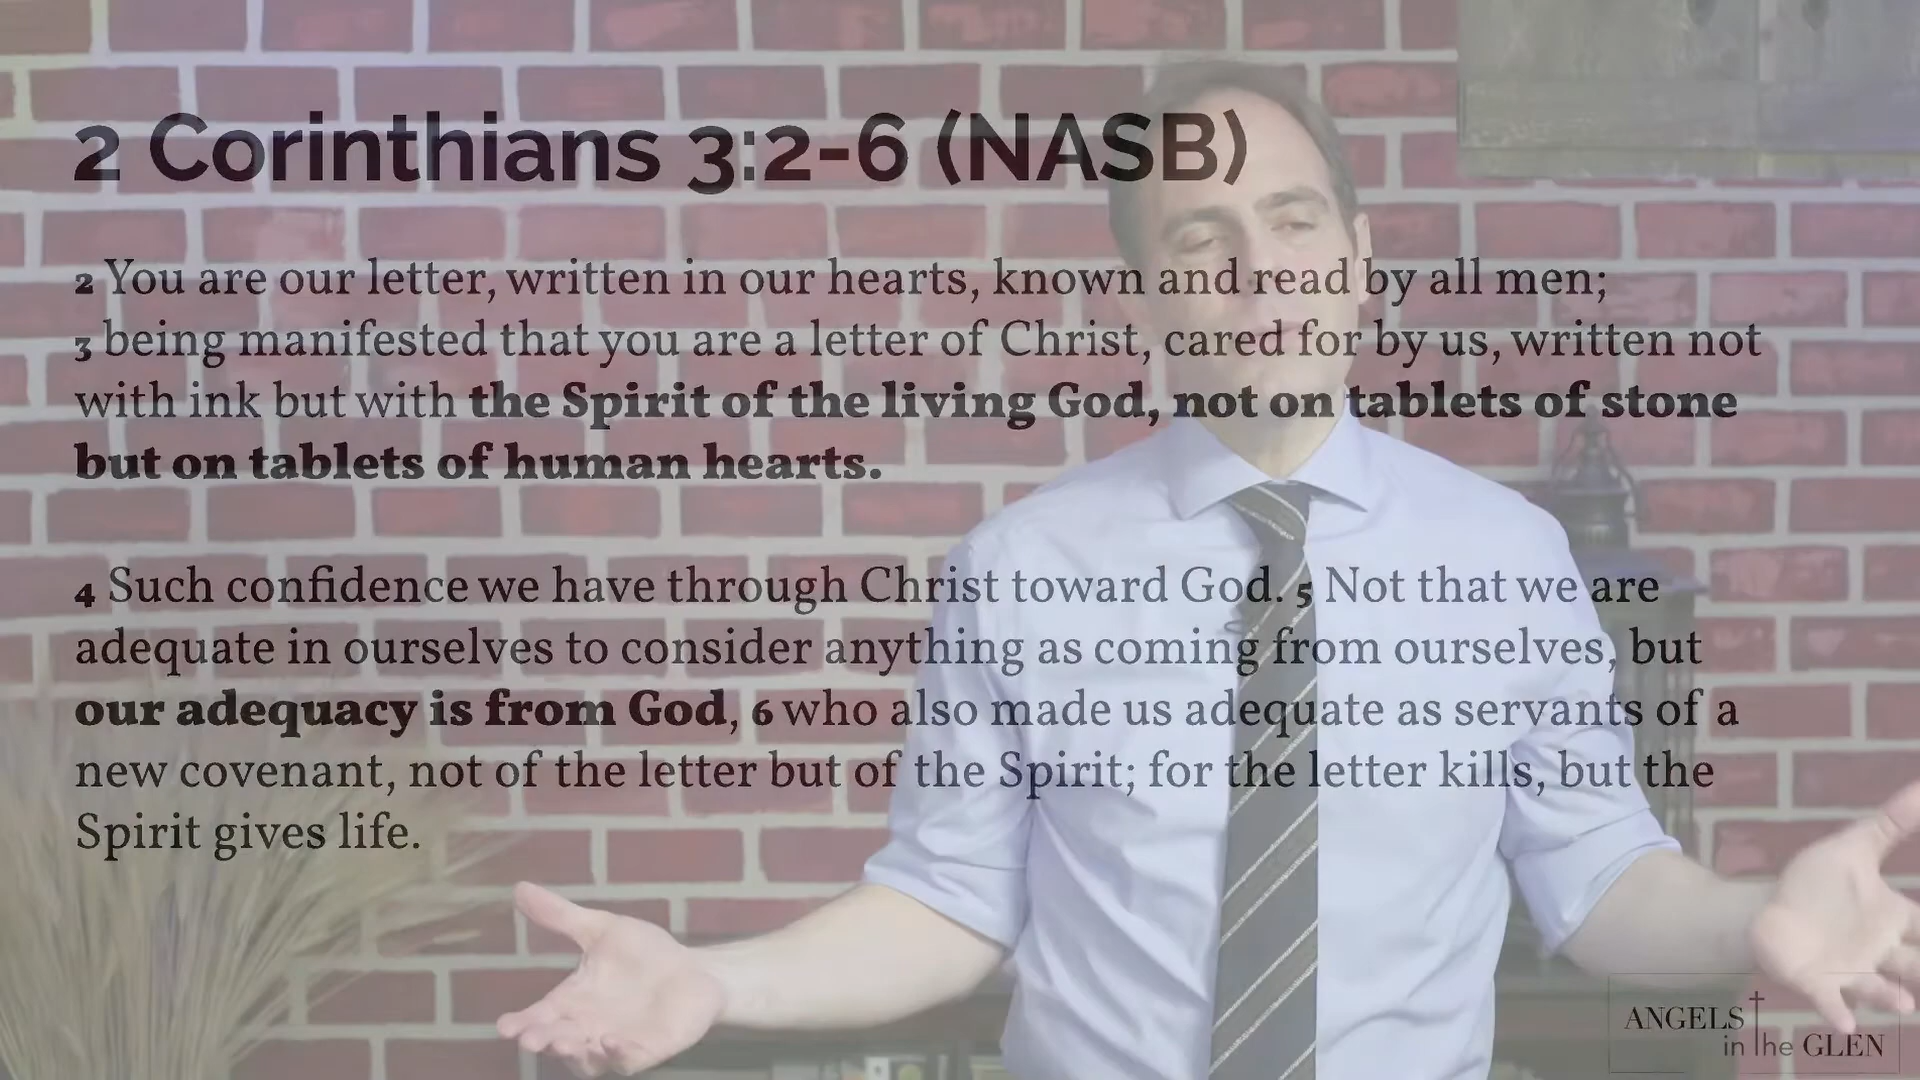 2 Corinthians 3:2-6 (NASB)
2 You are our letter, written in our hearts, known and read by all men;
3 being manifested that you are a letter of Christ, cared for by us, written not
with ink but with the Spirit of the living God, not on tablets of stone
but on tablets of human hearts.
4 Such confidence we have through Christ toward God. 5 Not that we are
adequate in ourselves to consider anything as coming from ourselves, but
our adequacy is from God, 6 who also made us adequate as servants of a
new covenant, not of the letter but of the Spirit; for the letter kills, but the
Spirit gives life.
ANGELS
in the GLEN